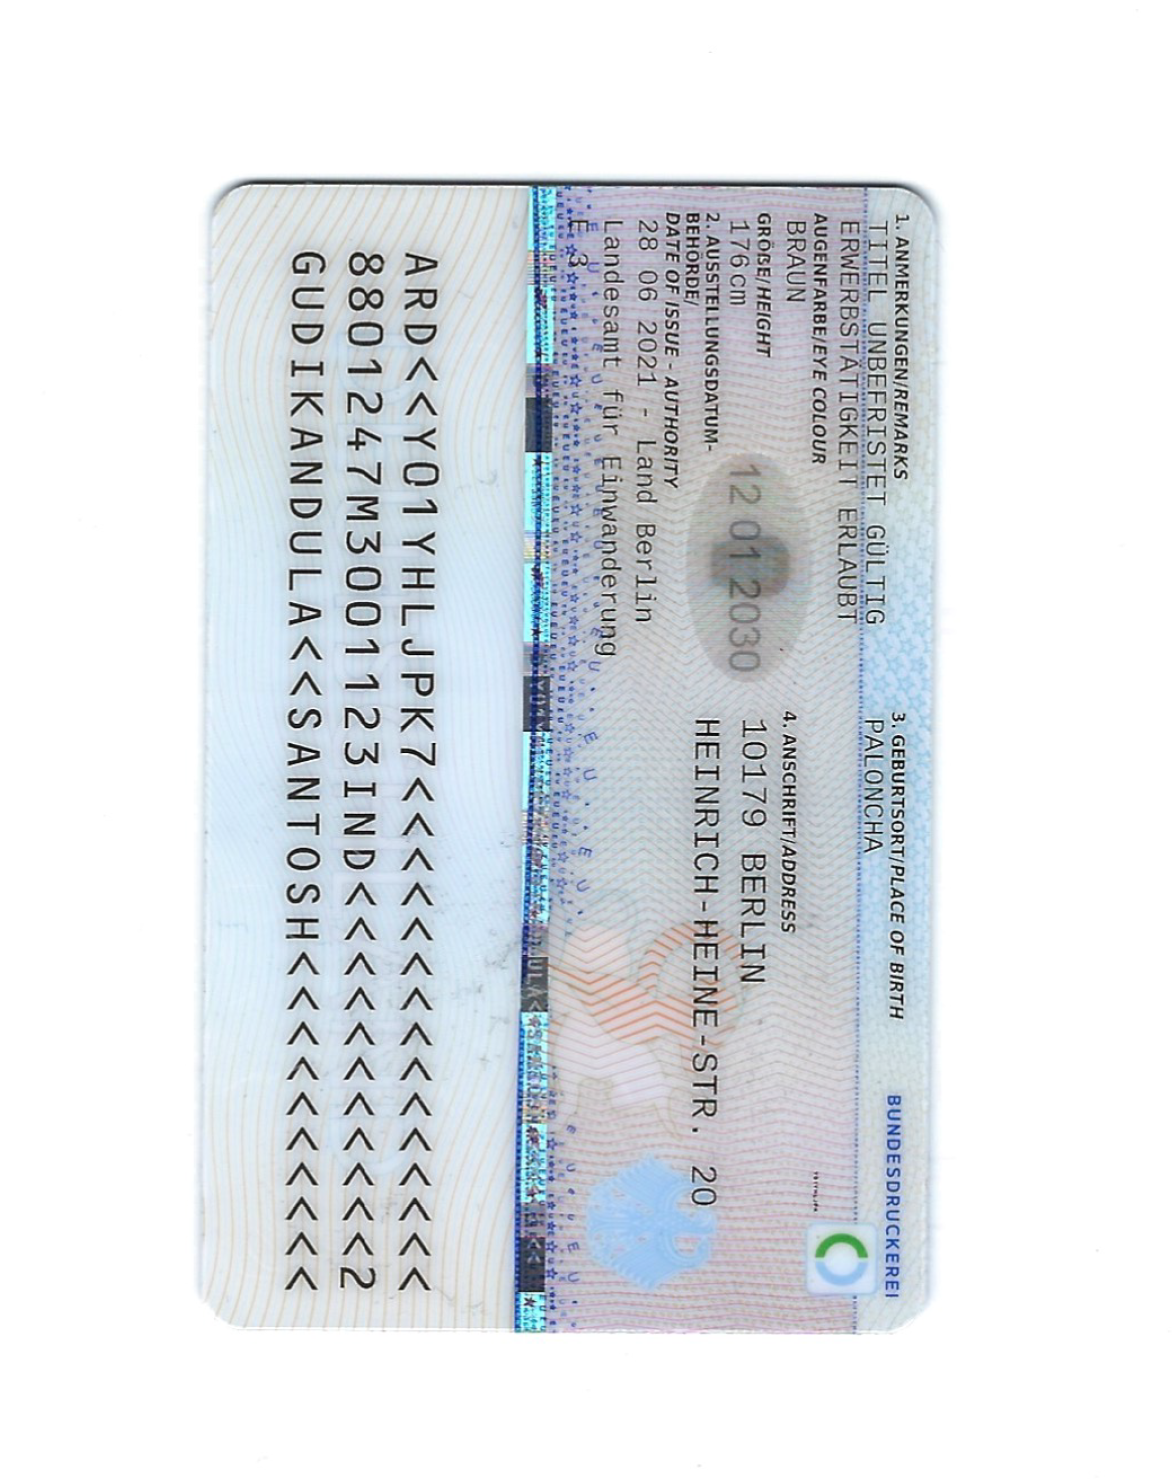 1. ANMERKUNGEN/REMARKS
TITEL UNBEFRISTET GÜLTIG
ERWERBSTÄTIGKEIT ERLAUBT
AUGENFARBE/EYE COLOUR
BRAUN
GRÖẞE/HEIGHT
176cm
2. AUSSTELLUNGSDATUM-
BEHÖRDE/
DATE OF ISSUE - AUTHORITY
28 06 2021 - Land Berlin
Landesamt für Einwanderung
E 3
12 01 2030
3. GEBURTSORT/PLACE OF BIRTH
PALONCHA
4. ANSCHRIFT/ADDRESS
10179 BERLIN
HEINRICH-HEINE-STR. 20
BUNDESDRUCKEREI
ARD<<Y01YHLJPK7<<<<<<<<<<<<<<<
8801247M3001123IND<<<<<<<<<<<2
GUDIKANDULA<<SANTOSH<<<<<<<<<<